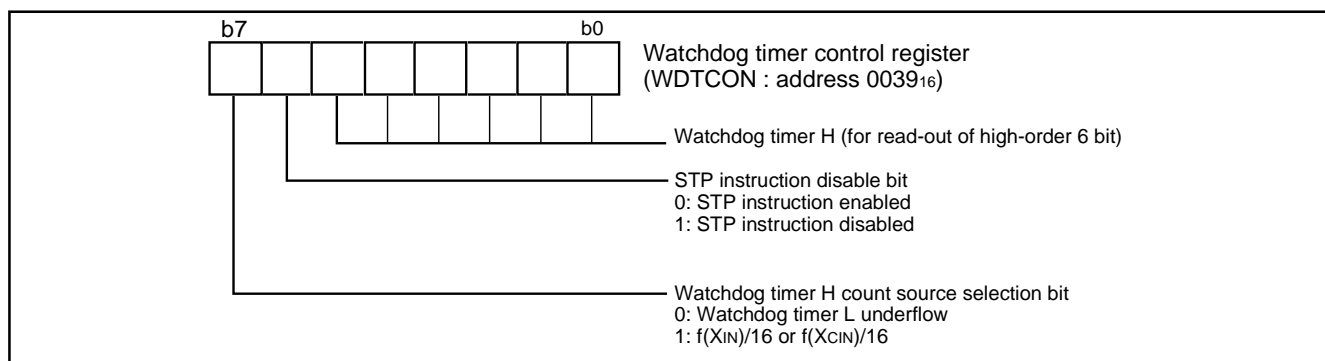 b7 b0
Watchdog timer control register
(WDTCON : address 003916)
Watchdog timer H (for read-out of high-order 6 bit)
STP instruction disable bit
0: STP instruction enabled
1: STP instruction disabled
Watchdog timer H count source selection bit
0: Watchdog timer L underflow
1: f(XIN)/16 or f(XCIN)/16